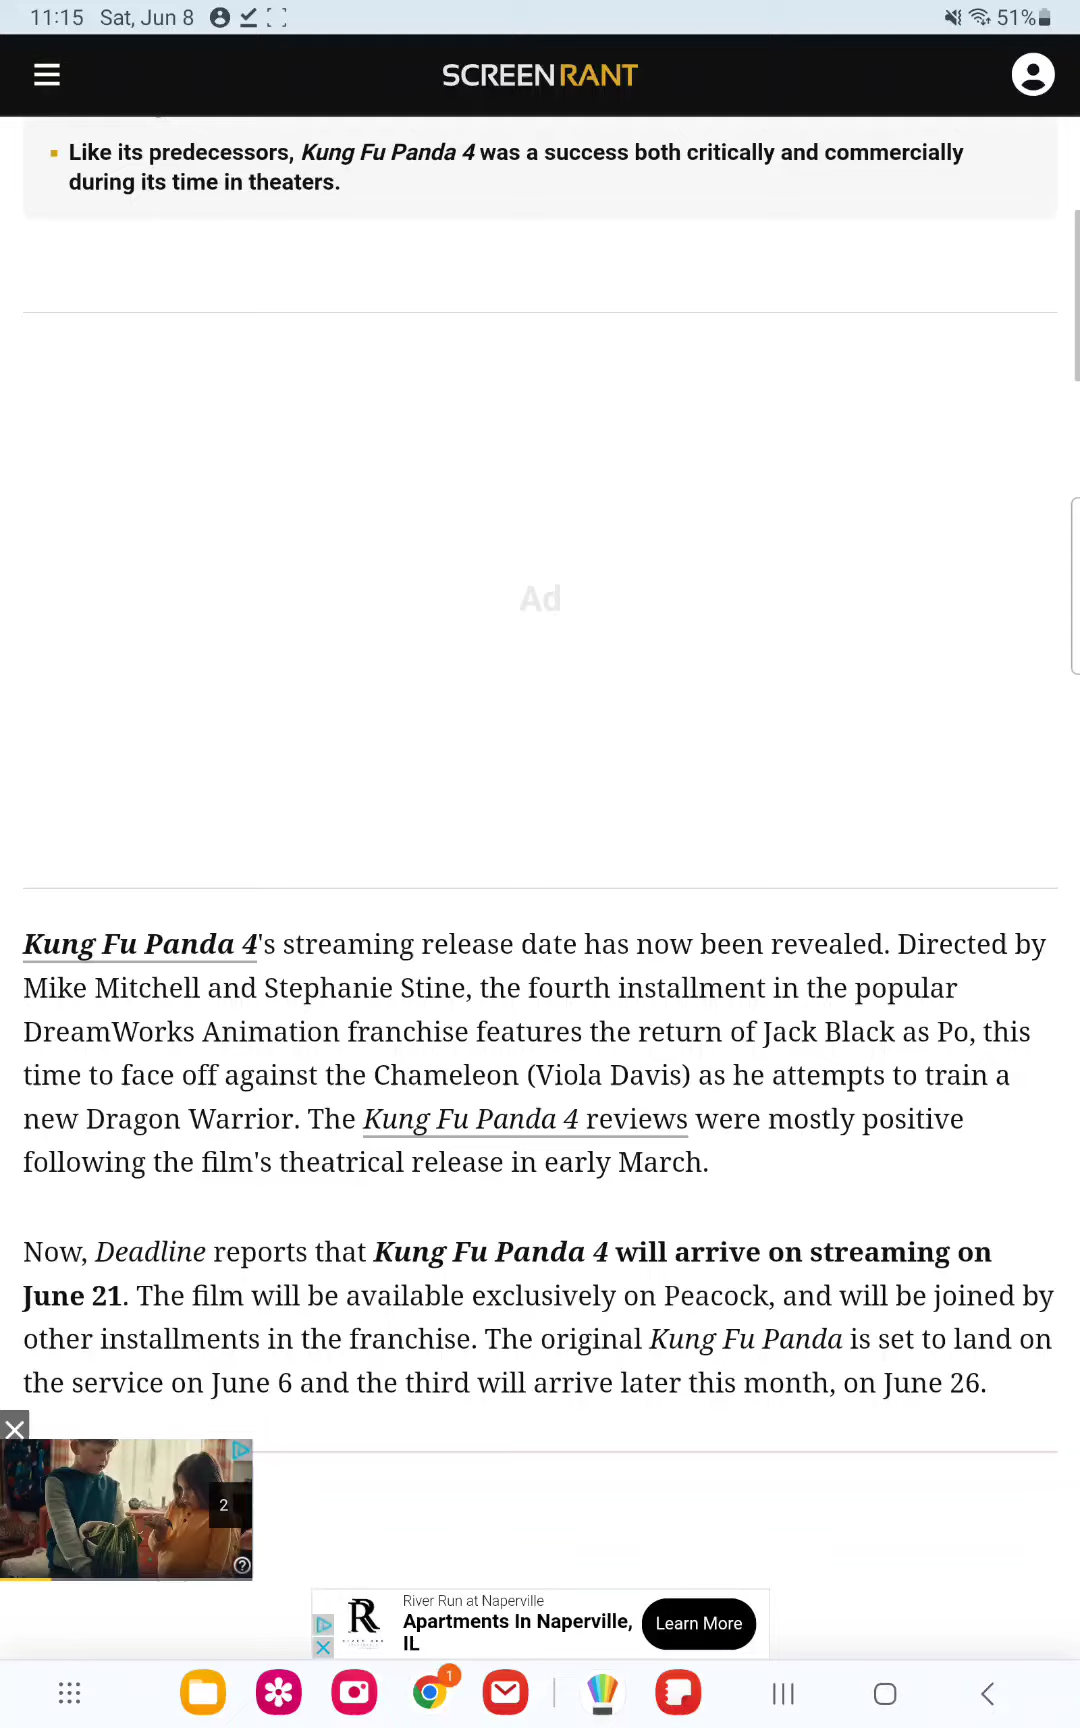 11:15 Sat, Jun 8
51%
SCREENRANT
Like its predecessors, Kung Fu Panda 4 was a success both critically and commercially
during its time in theaters.
Ad
Kung Fu Panda 4's streaming release date has now been revealed. Directed by
Mike Mitchell and Stephanie Stine, the fourth installment in the popular
DreamWorks Animation franchise features the return of Jack Black as Po, this
time to face off against the Chameleon (Viola Davis) as he attempts to train a
new Dragon Warrior. The Kung Fu Panda 4 reviews were mostly positive
following the film's theatrical release in early March.
Now, Deadline reports that Kung Fu Panda 4 will arrive on streaming on
June 21. The film will be available exclusively on Peacock, and will be joined by
other installments in the franchise. The original Kung Fu Panda is set to land on
the service on June 6 and the third will arrive later this month, on June 26.
2
River Run at Naperville
R
Apartments In Naperville,
IL
Learn More
1